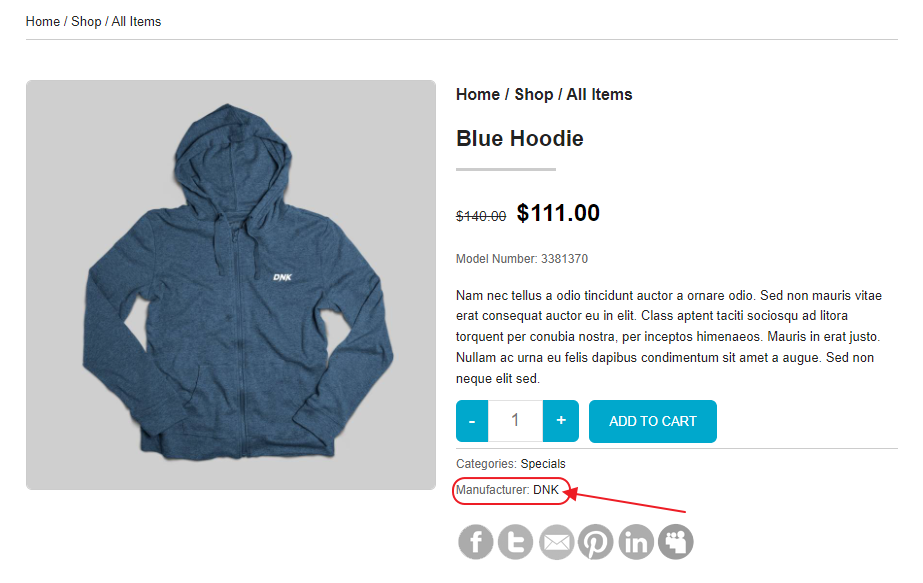 Home / Shop / All Items
DNK
Home / Shop / All Items
Blue Hoodie
$140.00 $111.00
Model Number: 3381370
Nam nec tellus a odio tincidunt auctor a ornare odio. Sed non mauris vitae
erat consequat auctor eu in elit. Class aptent taciti sociosqu ad litora
torquent per conubia nostra, per inceptos himenaeos. Mauris in erat justo.
Nullam ac urna eu felis dapibus condimentum sit amet a augue. Sed non
neque elit sed.
- 1 + ADD TO CART
Categories: Specials
Manufacturer: DNK